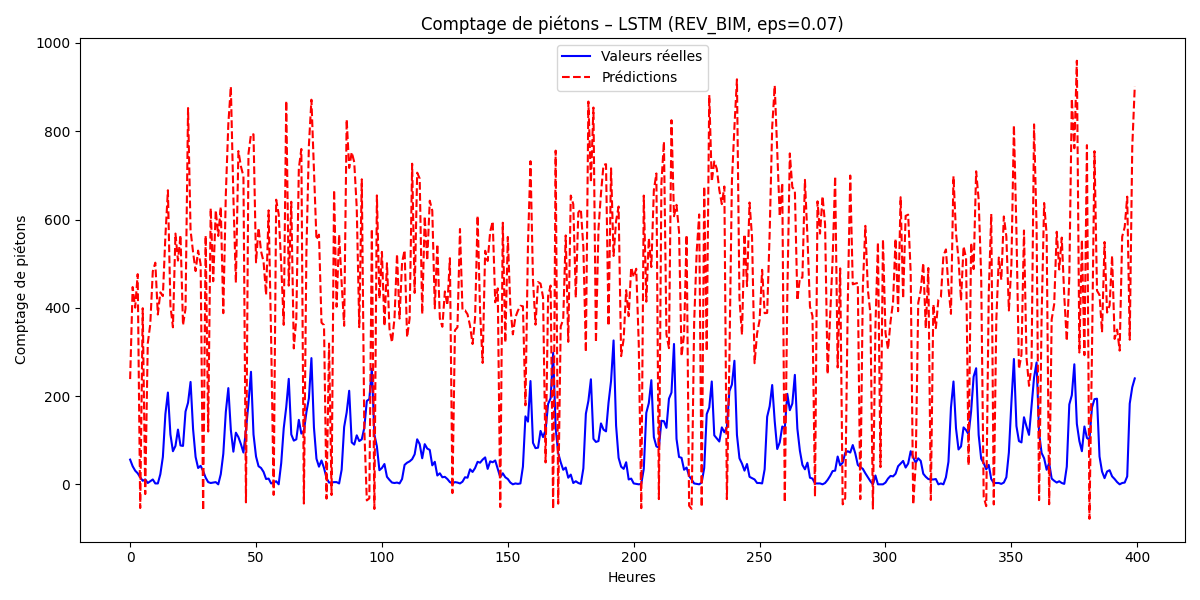 Comptage de piétons – LSTM (REV_BIM, eps=0.07)
Valeurs réelles
Prédictions
Comptage de piétons
1000
800
600
400
200
0
0 50 100 150 200 250 300 350 400
Heures